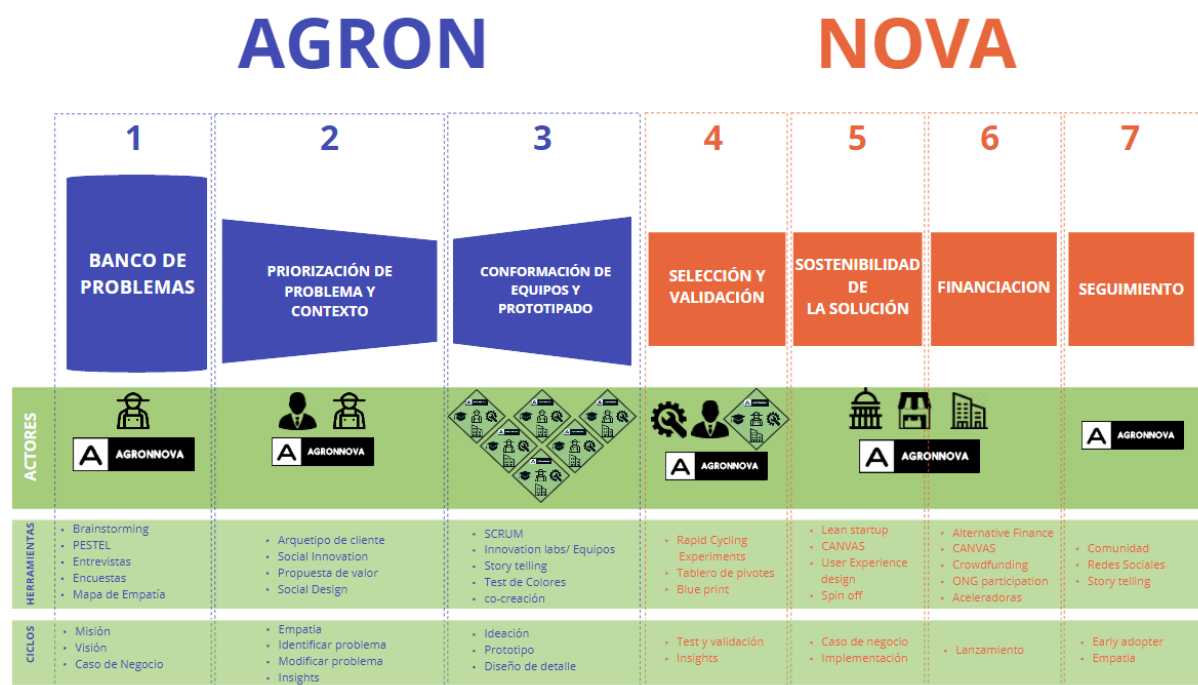 AGRON
NOVA
1
2
3
4
5
6
7
BANCO DE
PROBLEMAS
PRIORIZACIÓN DE
PROBLEMA Y
CONTEXTO
CONFORMACIÓN DE
EQUIPOS Y
PROTOTIPADO
SELECCIÓN Y
VALIDACIÓN
SOSTENIBILIDAD
DE
LA SOLUCIÓN
FINANCIACION
SEGUIMIENTO
ACTORES
A AGRONNOVA
A AGRONNOVA
A AGRONNOVA
A AGRONNOVA
A AGRONNOVA
HERRAMIENTAS
• Brainstorming
• PESTEL
• Entrevistas
• Encuestas
• Mapa de Empatía
• Arquetipo de cliente
• Social Innovation
• Propuesta de valor
• Social Design
• SCRUM
• Innovation labs/ Equipos
• Story telling
• Test de Colores
• co-creación
• Rapid Cycling
Experiments
• Tablero de pivotes
• Blue print
• Lean startup
• CANVAS
• User Experience
design
• Spin off
• Alternative Finance
• CANVAS
• Crowdfunding
• ONG participation
• Aceleradoras
• Comunidad
• Redes Sociales
• Story telling
CICLOS
• Misión
• Visión
• Caso de Negocio
• Empatia
• Identificar problema
• Modificar problema
• Insights
• Ideación
• Prototipo
• Diseño de detalle
• Test y validación
• Insights
• Caso de negocio
• Implementación
• Lanzamiento
• Early adopter
• Empatia